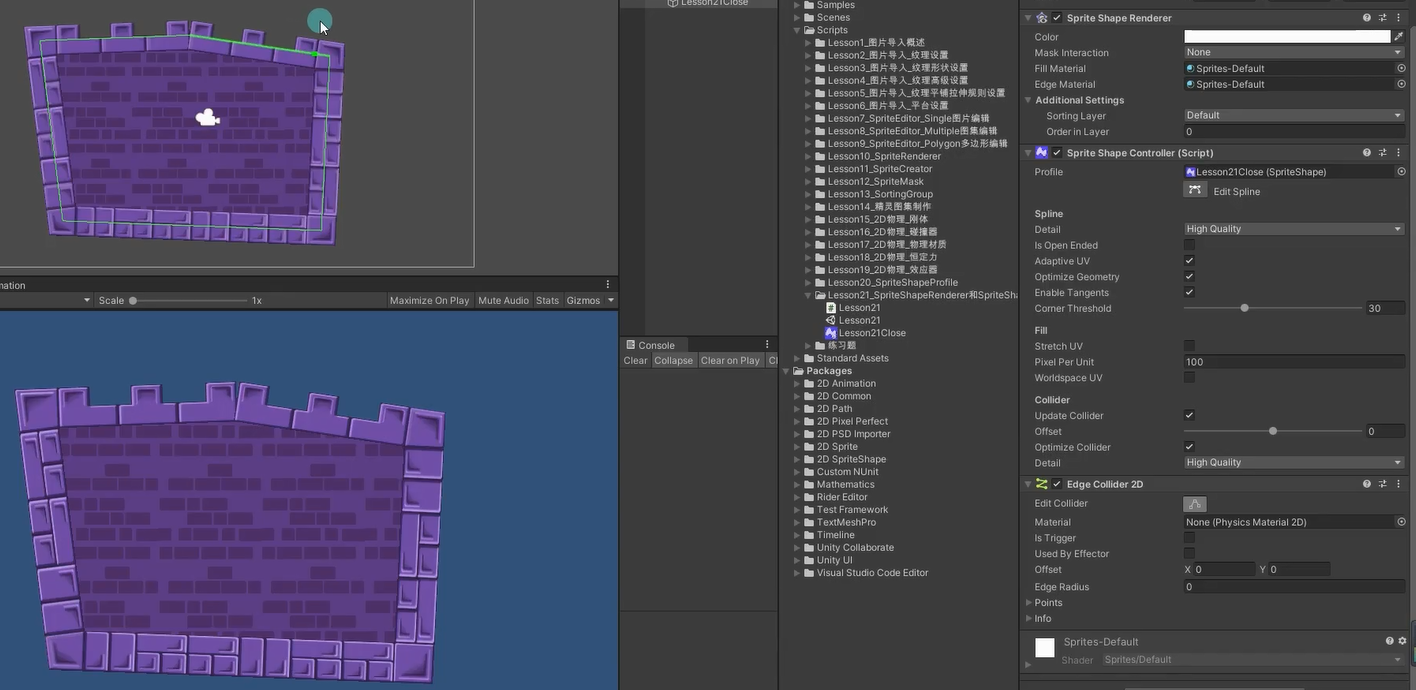 Lesson21Close
mation
Scale 1x Maximize On Play Mute Audio Stats Gizmos
Console
Clear Collapse Clear on Play
Samples
Scenes
Scripts
Lesson1_图片导入概述
Lesson2_图片导入_纹理设置
Lesson3_图片导入_纹理形状设置
Lesson4_图片导入_纹理高级设置
Lesson5_图片导入_纹理平铺拉伸规则设置
Lesson6_图片导入_平台设置
Lesson7_SpriteEditor_Single图片编辑
Lesson8_SpriteEditor_Multiple图集编辑
Lesson9_SpriteEditor_Polygon多边形编辑
Lesson10_SpriteRenderer
Lesson11_SpriteCreator
Lesson12_SpriteMask
Lesson13_SortingGroup
Lesson14_精灵图集制作
Lesson15_2D物理_刚体
Lesson16_2D物理_碰撞器
Lesson17_2D物理_物理材质
Lesson18_2D物理_恒定力
Lesson19_2D物理_效应器
Lesson20_SpriteShapeProfile
Lesson21_SpriteShapeRenderer和SpriteSha
Lesson21
Lesson21
Lesson21Close
练习题
Standard Assets
Packages
2D Animation
2D Common
2D Path
2D Pixel Perfect
2D PSD Importer
2D Sprite
2D SpriteShape
Custom NUnit
Mathematics
Rider Editor
Test Framework
TextMeshPro
Timeline
Unity Collaborate
Unity UI
Visual Studio Code Editor
Sprite Shape Renderer
Color
Mask Interaction None
Fill Material Sprites-Default
Edge Material Sprites-Default
Additional Settings
Sorting Layer Default
Order in Layer 0
Sprite Shape Controller (Script)
Profile Lesson21Close (SpriteShape)
Edit Spline
Spline
Detail High Quality
Is Open Ended
Adaptive UV
Optimize Geometry
Enable Tangents
Corner Threshold 30
Fill
Stretch UV
Pixel Per Unit 100
Worldspace UV
Collider
Update Collider
Offset 0
Optimize Collider
Detail High Quality
Edge Collider 2D
Edit Collider
Material None (Physics Material 2D)
Is Trigger
Used By Effector
Offset X 0 Y 0
Edge Radius 0
Points
Info
Sprites-Default
Shader Sprites/Default